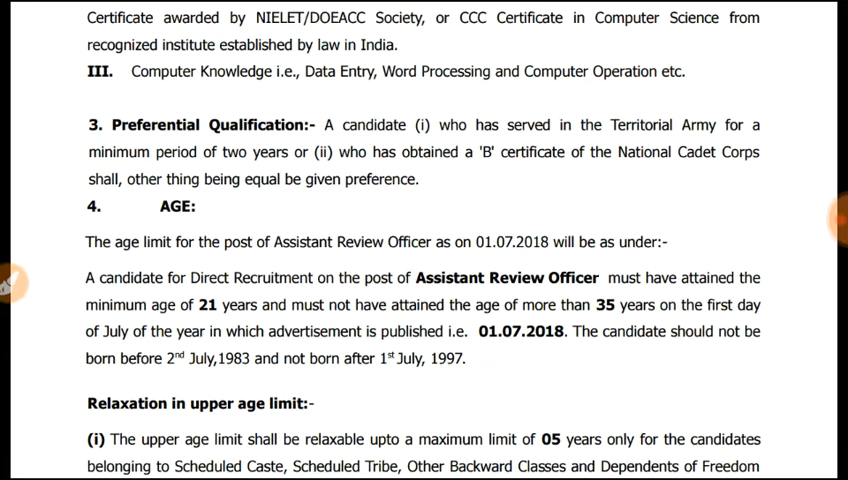 Certificate awarded by NIELET/DOEACC Society, or CCC Certificate in Computer Science from
recognized institute established by law in India.
III. Computer Knowledge i.e., Data Entry, Word Processing and Computer Operation etc.
3. Preferential Qualification:- A candidate (i) who has served in the Territorial Army for a
minimum period of two years or (ii) who has obtained a 'B' certificate of the National Cadet Corps
shall, other thing being equal be given preference.
4. AGE:
The age limit for the post of Assistant Review Officer as on 01.07.2018 will be as under:-
A candidate for Direct Recruitment on the post of Assistant Review Officer must have attained the
minimum age of 21 years and must not have attained the age of more than 35 years on the first day
of July of the year in which advertisement is published i.e. 01.07.2018. The candidate should not be
born before 2nd July,1983 and not born after 1st July, 1997.
Relaxation in upper age limit:-
(i) The upper age limit shall be relaxable upto a maximum limit of 05 years only for the candidates
belonging to Scheduled Caste, Scheduled Tribe, Other Backward Classes and Dependents of Freedom